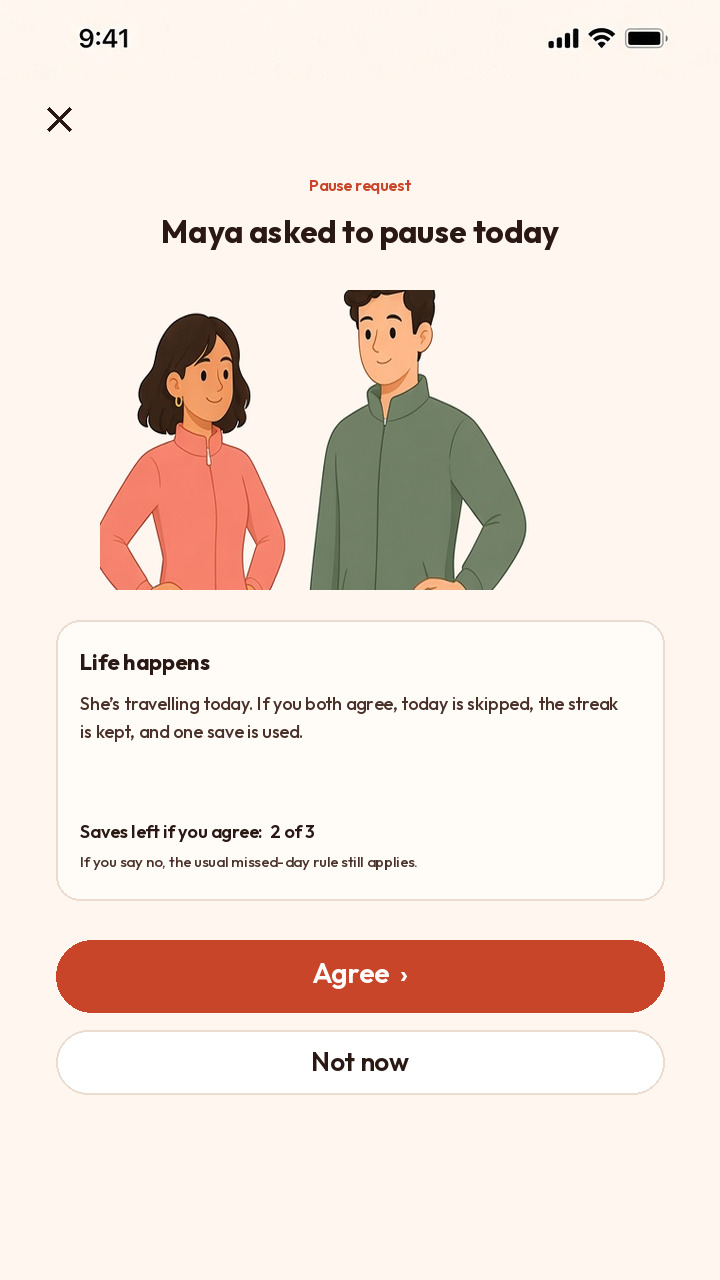 9:41
Pause request
Maya asked to pause today
Life happens
She’s travelling today. If you both agree, today is skipped, the streak
is kept, and one save is used.
Saves left if you agree: 2 of 3
If you say no, the usual missed-day rule still applies.
Agree ›
Not now